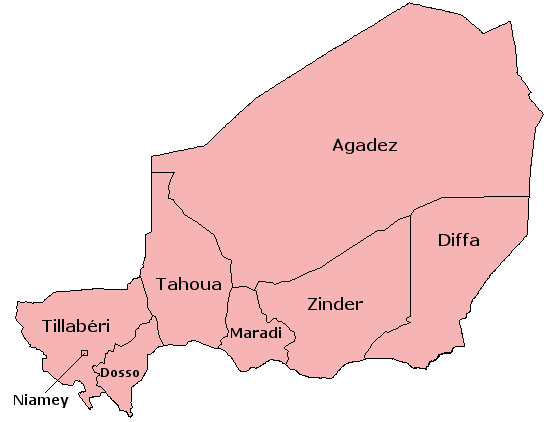 Agadez
Diffa
Tahoua
Zinder
Tillabéri
Maradi
Dosso
Niamey